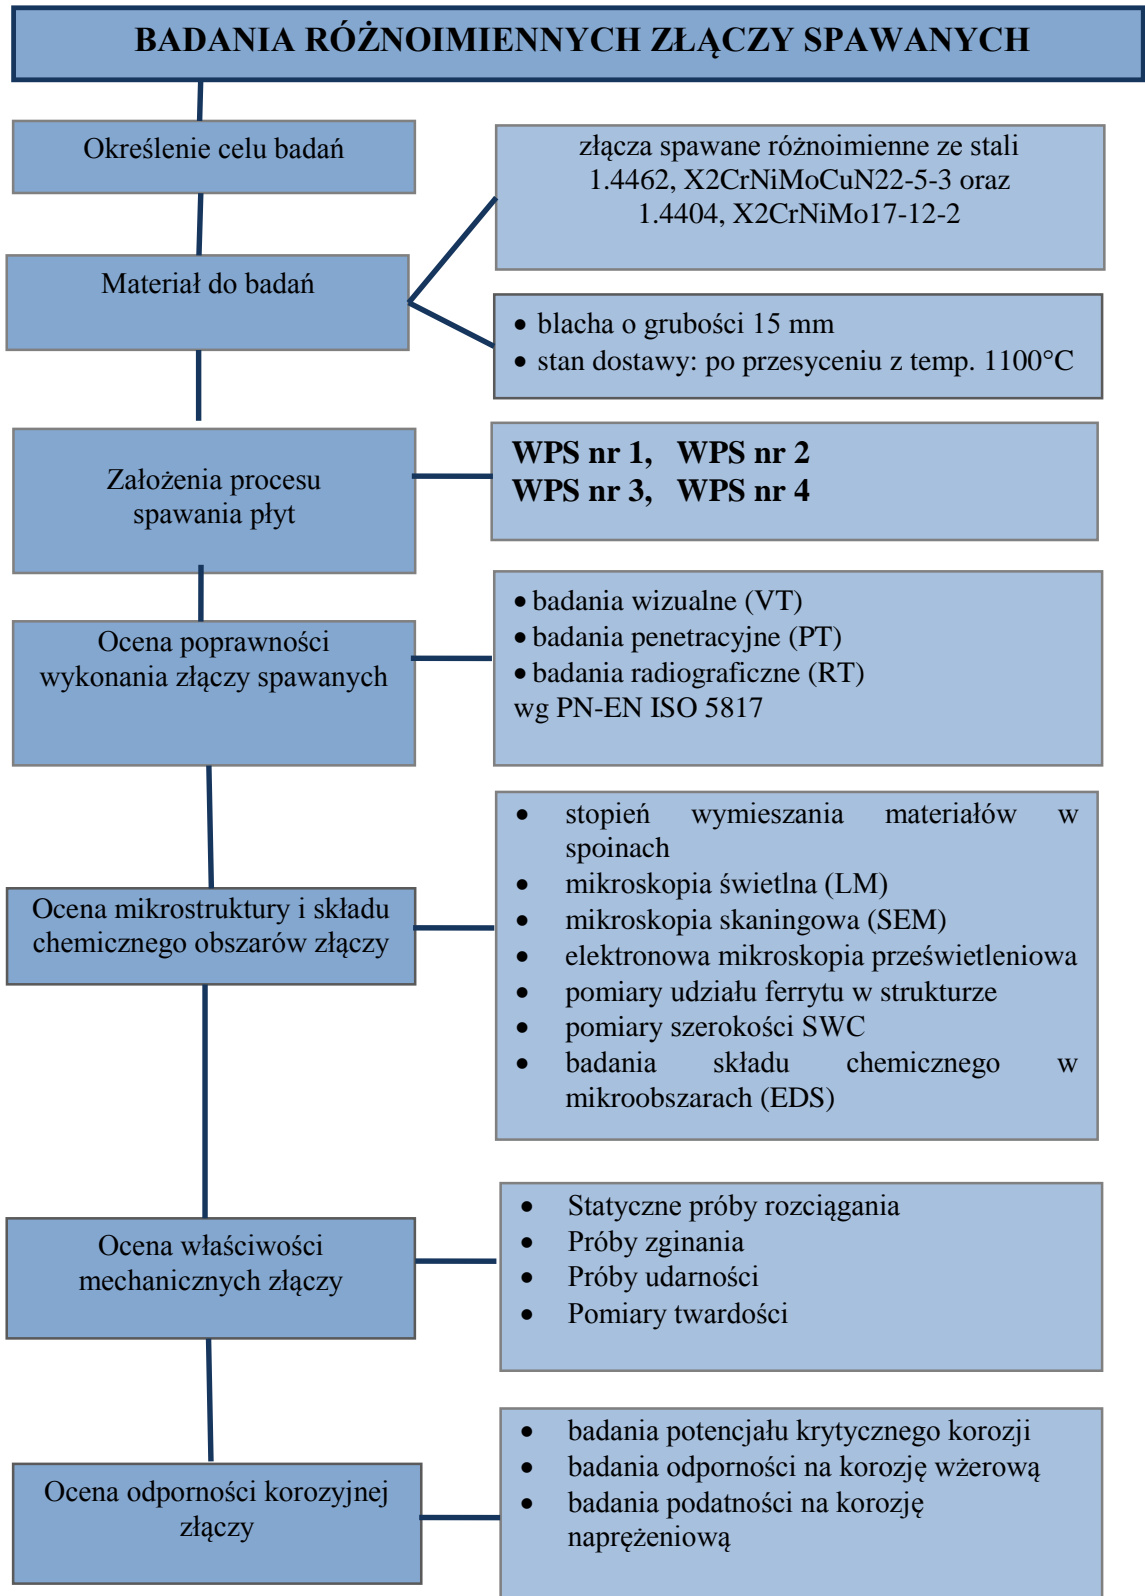 BADANIA RÓŻNOIMIENNYCH ZŁĄCZY SPAWANYCH
Określenie celu badań
złącza spawane różnoimienne ze stali
1.4462, X2CrNiMoCuN22-5-3 oraz
1.4404, X2CrNiMo17-12-2
Materiał do badań
• blacha o grubości 15 mm
• stan dostawy: po przesyceniu z temp. 1100°C
Założenia procesu
spawania płyt
WPS nr 1, WPS nr 2
WPS nr 3, WPS nr 4
Ocena poprawności
wykonania złączy spawanych
• badania wizualne (VT)
• badania penetracyjne (PT)
• badania radiograficzne (RT)
wg PN-EN ISO 5817
Ocena mikrostruktury i składu
chemicznego obszarów złączy
• stopień wymieszania materiałów w
spoinach
• mikroskopia świetlna (LM)
• mikroskopia skaningowa (SEM)
• elektronowa mikroskopia prześwietleniowa
• pomiary udziału ferrytu w strukturze
• pomiary szerokości SWC
• badania składu chemicznego w
mikroobszarach (EDS)
Ocena właściwości
mechanicznych złączy
• Statyczne próby rozciągania
• Próby zginania
• Próby udarności
• Pomiary twardości
Ocena odporności korozyjnej
złączy
• badania potencjału krytycznego korozji
• badania odporności na korozję wżerową
• badania podatności na korozję
naprężeniową